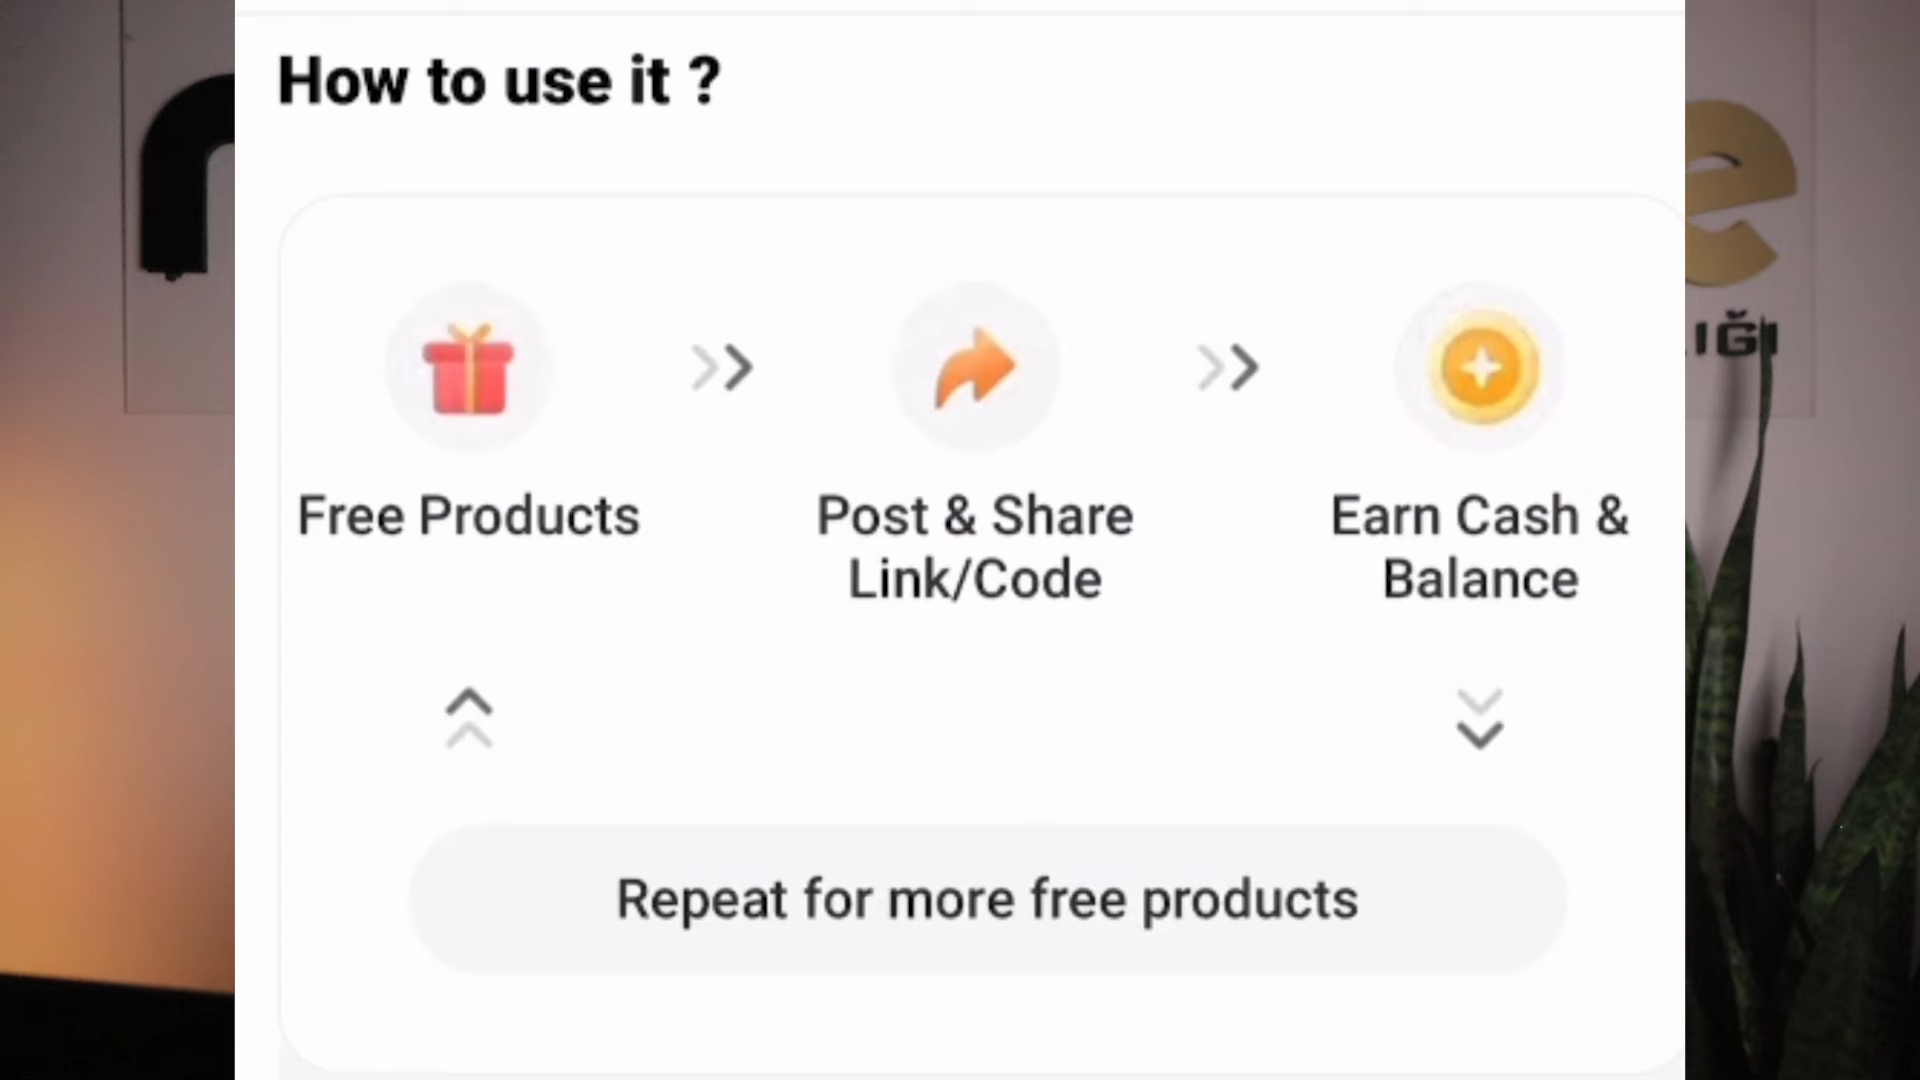 How to use it ?
Free Products
Post & Share
Link/Code
Earn Cash &
Balance
Repeat for more free products